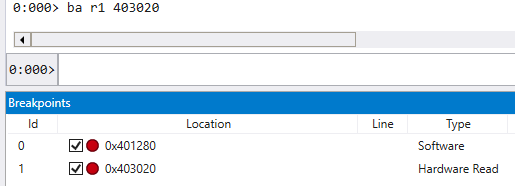 0:000> ba r1 403020
0:000>
Breakpoints
Id Location Line Type
0 0x401280 Software
1 0x403020 Hardware Read